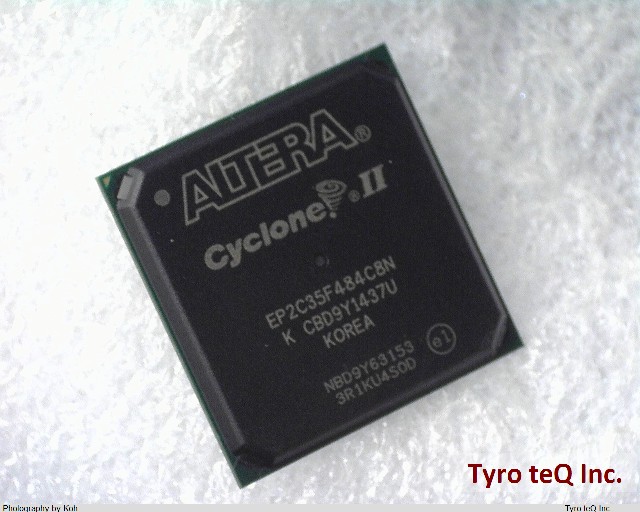 ALTERA®
Cyclone® II
EP2C35F484C8N
K CBD9Y1437U
KOREA
NBD9Y63153
3R1KU4S0D
e1
Tyro teQ Inc.
Photography by Koh
Tyro teQ Inc.